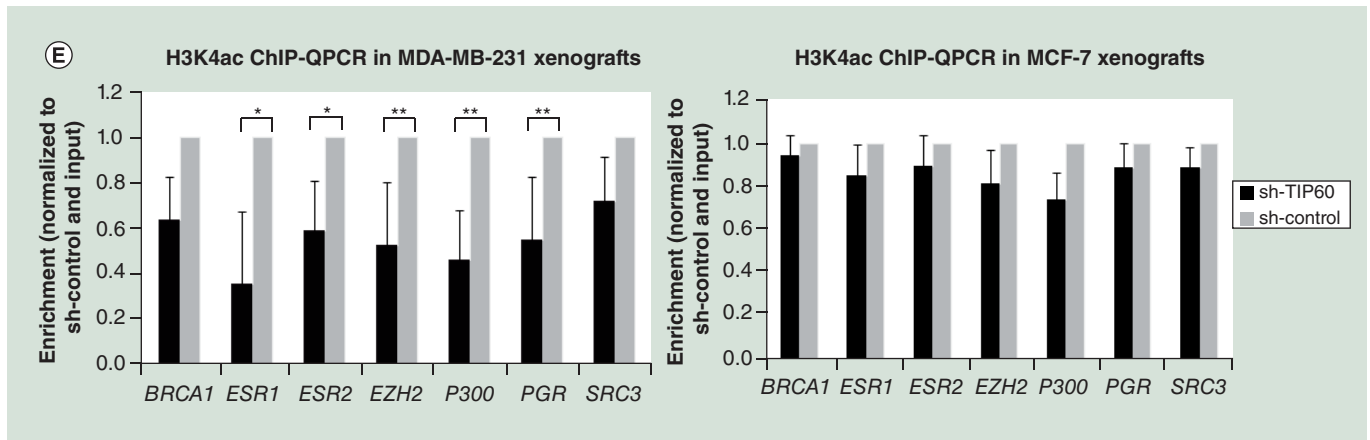 E
H3K4ac ChIP-QPCR in MDA-MB-231 xenografts
Enrichment (normalized to
sh-control and input)
1.2
1.0
0.8
0.6
0.4
0.2
0.0
*
*
**
**
**
BRCA1 ESR1 ESR2 EZH2 P300 PGR SRC3
H3K4ac ChIP-QPCR in MCF-7 xenografts
Enrichment (normalized to
sh-control and input)
1.2
1.0
0.8
0.6
0.4
0.2
0.0
BRCA1 ESR1 ESR2 EZH2 P300 PGR SRC3
sh-TIP60
sh-control